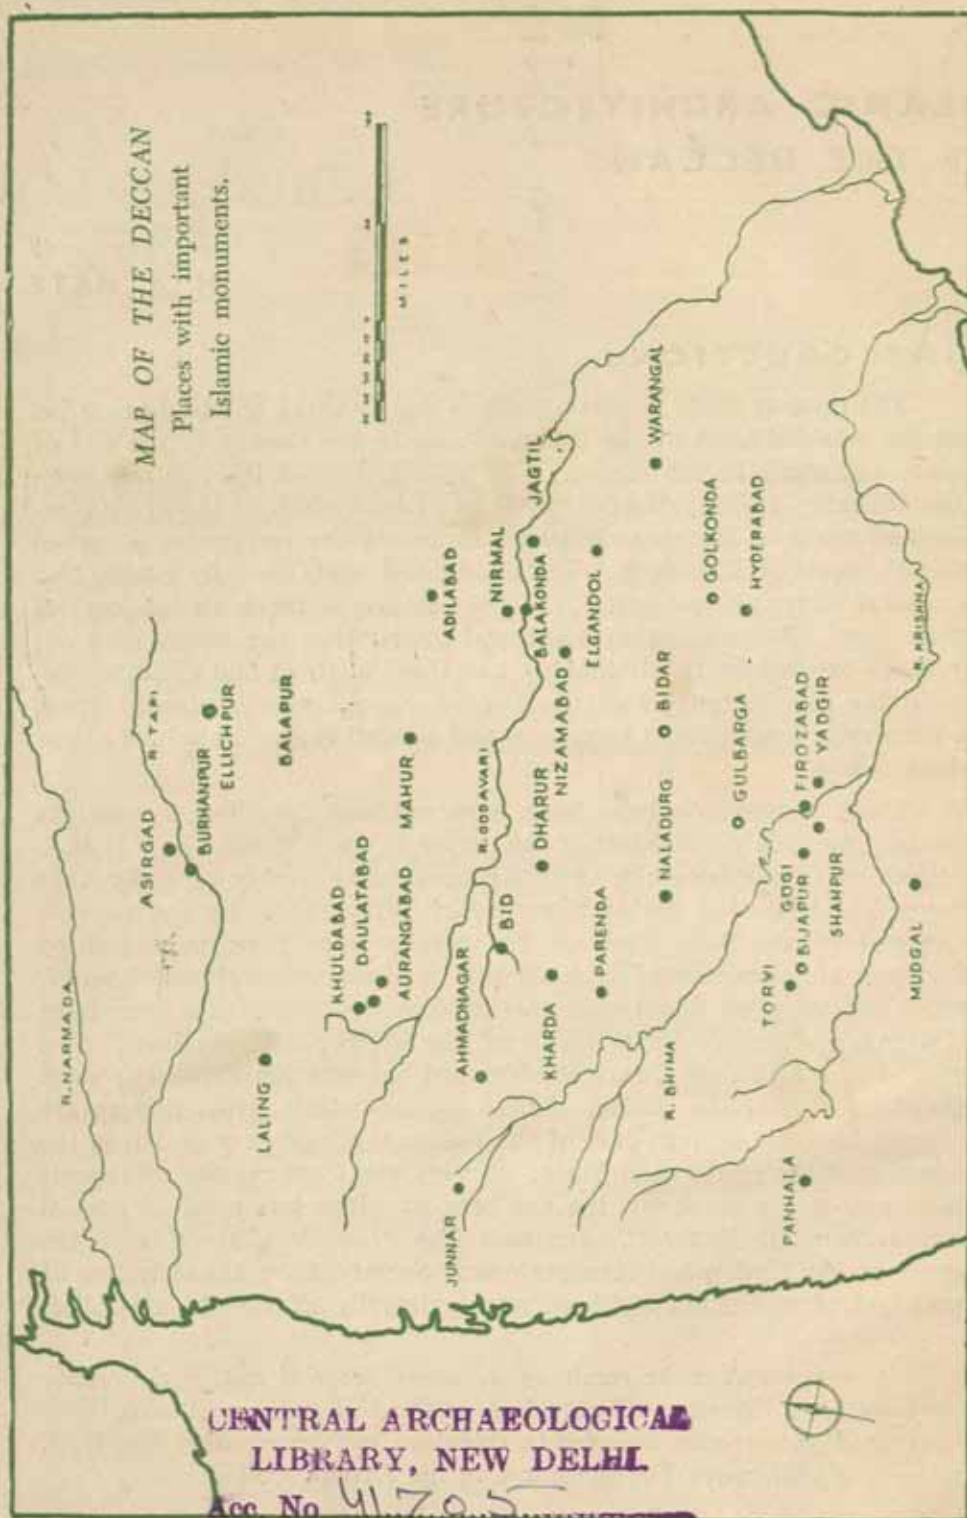 MAP OF THE DECCAN
Places with important
Islamic monuments.
MILES
R. NARMADA
R. TAPI
ASIRGAD
BURHANPUR
ELLICHPUR
BALAPUR
LALING
KHULDABAD
DAULATABAD
AURANGABAD
MAHUR
ADILABAD
NIRMAL
BALAKONDA
JAGTIL
R. GODAVARI
AHMADNAGAR
BID
DHARUR
NIZAMABAD
ELGANDOL
WARANGAL
JUNNAR
KHARDA
PARENDA
NALADURG
BIDAR
GOLKONDA
HYDERABAD
GULBARGA
R. BHIMA
FIROZABAD
YADGIR
GOGI
BIJAPUR
SHAHPUR
TORVI
PANHALA
MUDGAL
R. KRISHNA
CENTRAL ARCHAEOLOGICAL
LIBRARY, NEW DELHI.
Acc. No 41705